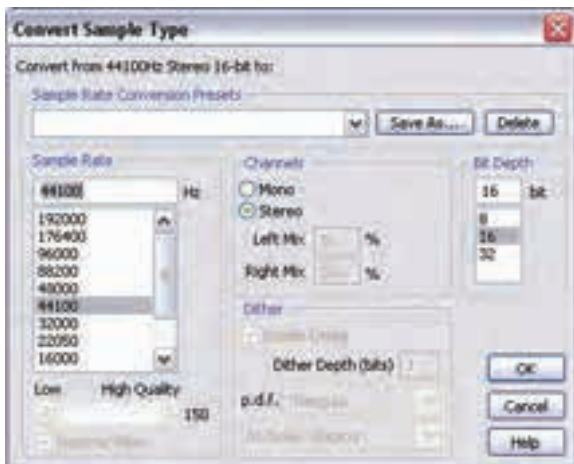 Convert Sample Type
Convert from 44100Hz Stereo 16-bit to:
Sample Rate Conversion Presets
Save As...
Delete
Sample Rate
44100 Hz
192000
176400
96000
88200
48000
44100
32000
22050
16000
Low High Quality
150
Channels
Mono
Stereo
Left Mix %
Right Mix %
Dither
Dither Depth (bits)
p.d.f.
Bit Depth
16 bit
8
16
32
OK
Cancel
Help